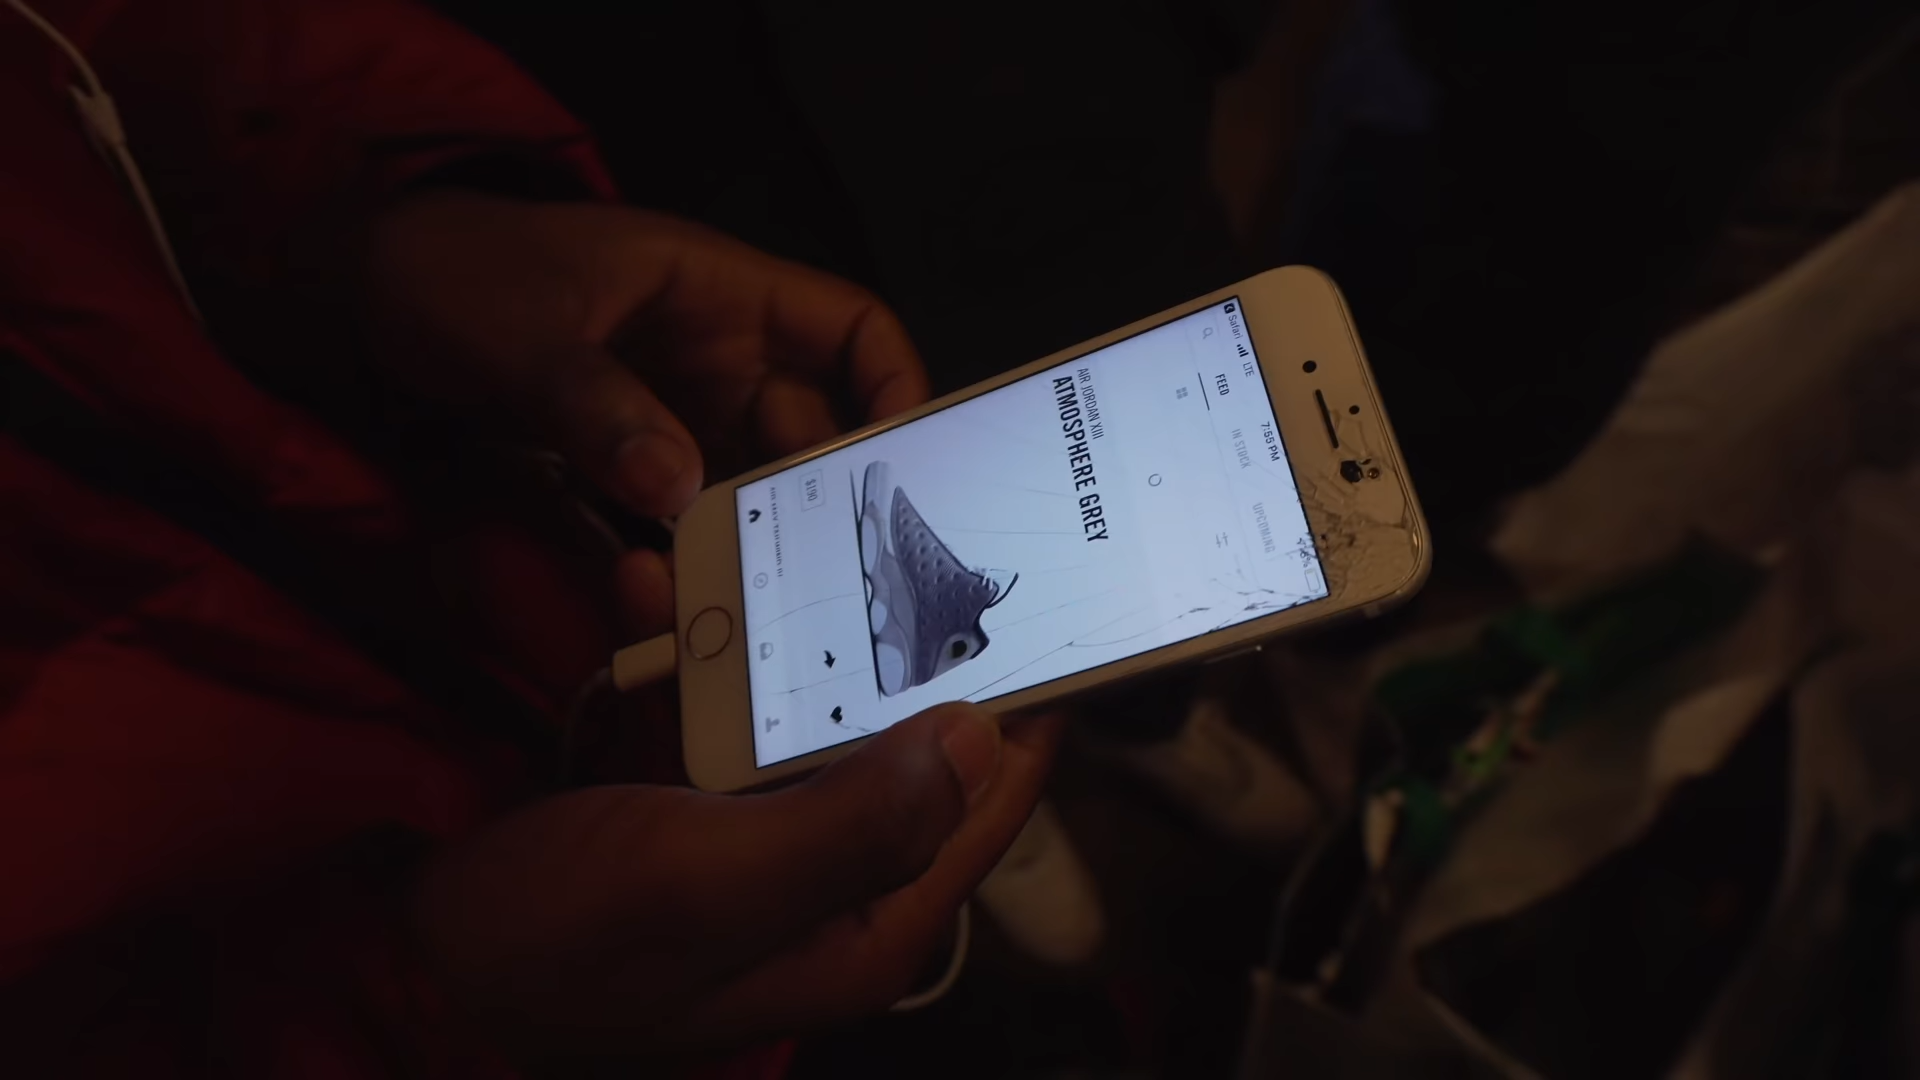 Safari LTE 7:55 PM
FEED IN STOCK UPCOMING
AIR JORDAN XIII
ATMOSPHERE GREY
$190